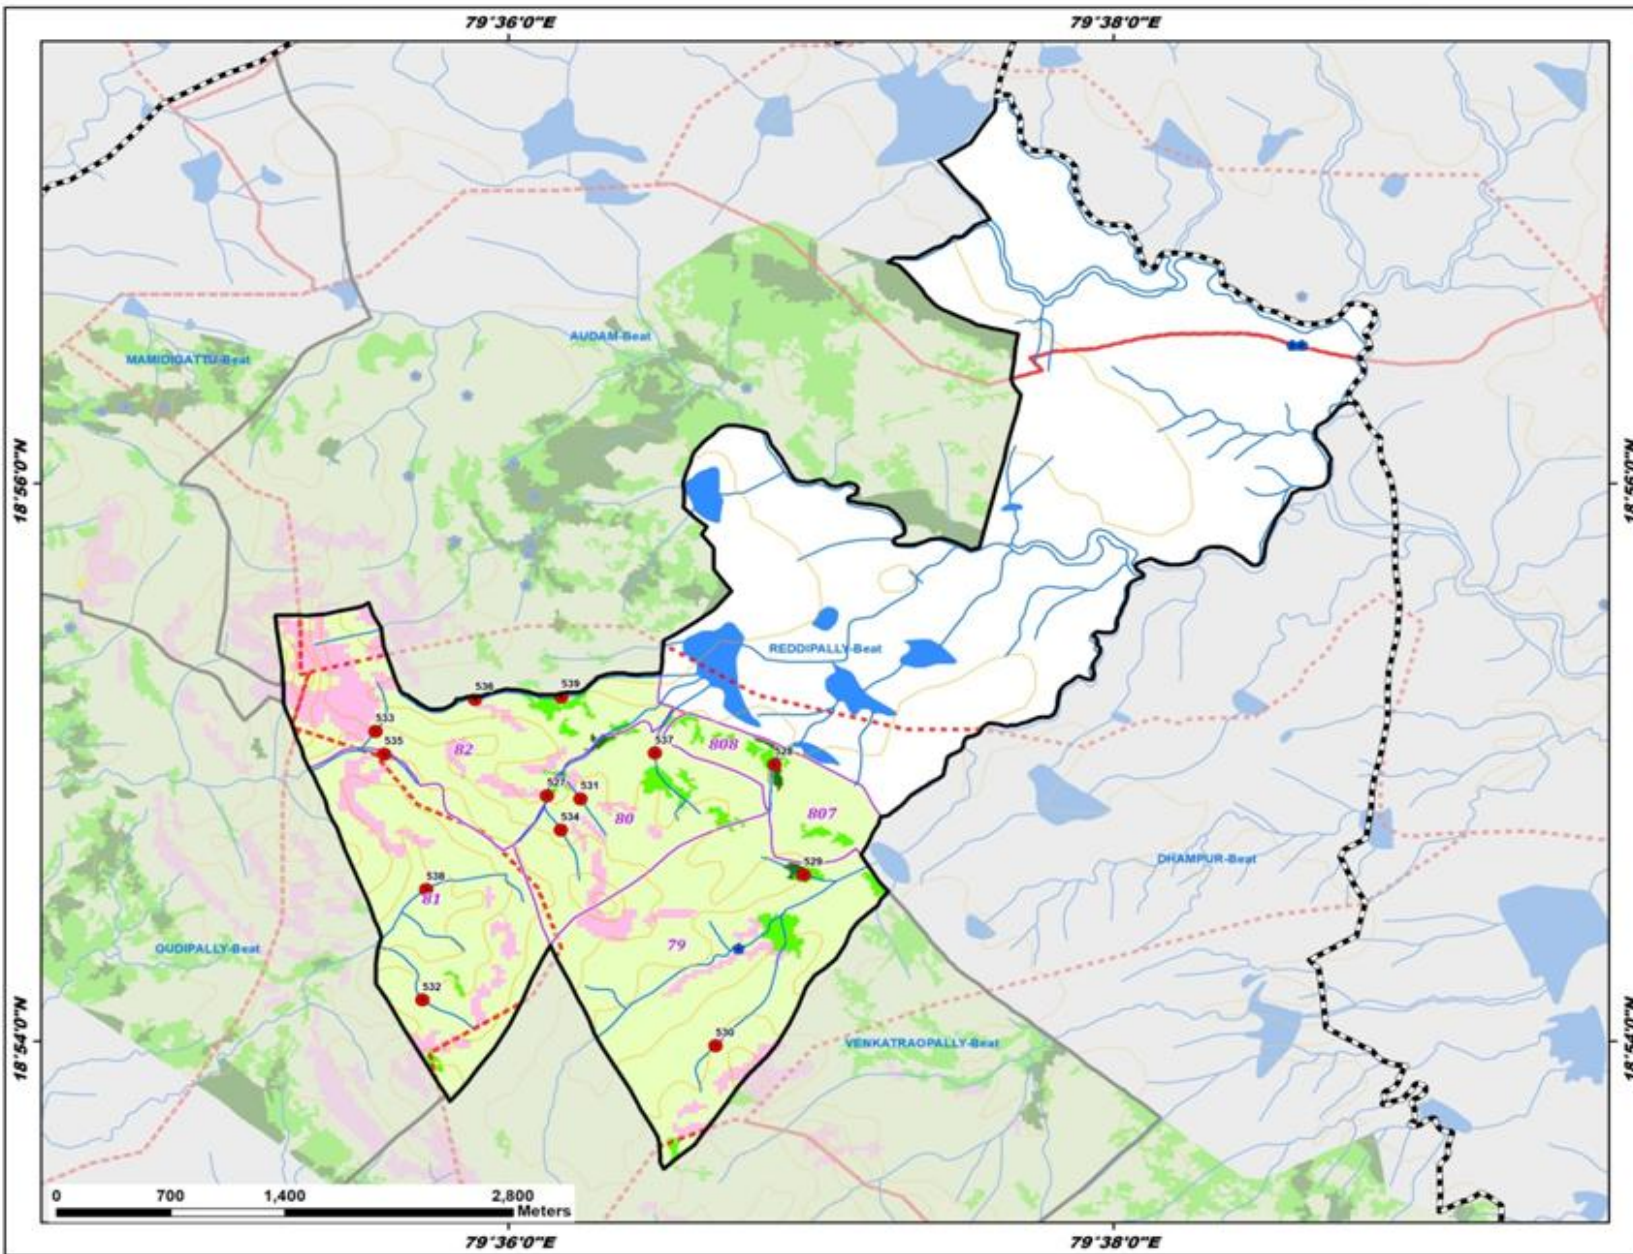 79°36'0"E
79°38'0"E
AUDAM-Beat
MAMIDIGATTU-Beat
18°56'0"N
18°56'0"N
REDDIPALLY-Beat
536
539
533
535
82
537
808
528
527
531
80
807
534
DHAMPUR-Beat
529
538
81
79
GUDIPALLY-Beat
532
530
VENKATRAOPALLY-Beat
18°54'0"N
18°54'0"N
0 700 1,400 2,800
Meters
79°36'0"E
79°38'0"E